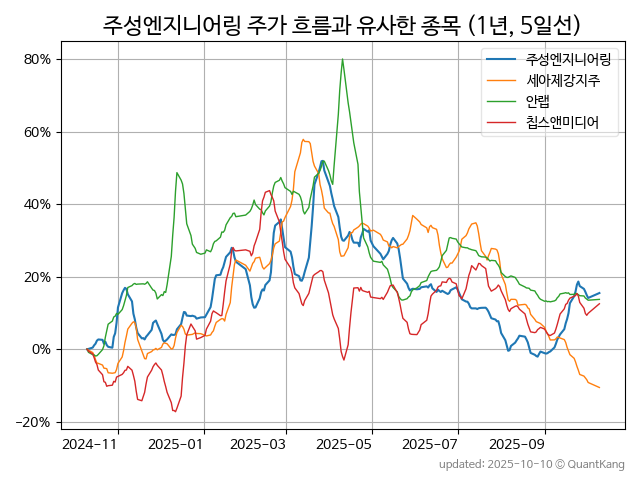 주성엔지니어링 주가 흐름과 유사한 종목 (1년, 5일선)
주성엔지니어링
세아제강지주
안랩
칩스앤미디어
80%
60%
40%
20%
0%
−20%
2024−11
2025−01
2025−03
2025−05
2025−07
2025−09
updated: 2025-10-10 © QuantKang